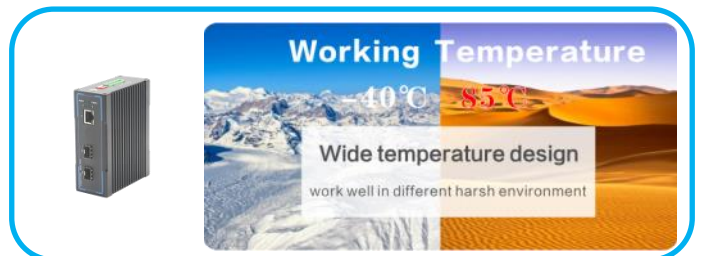 Working Temperature
-40℃ 85℃
Wide temperature design
work well in different harsh environment